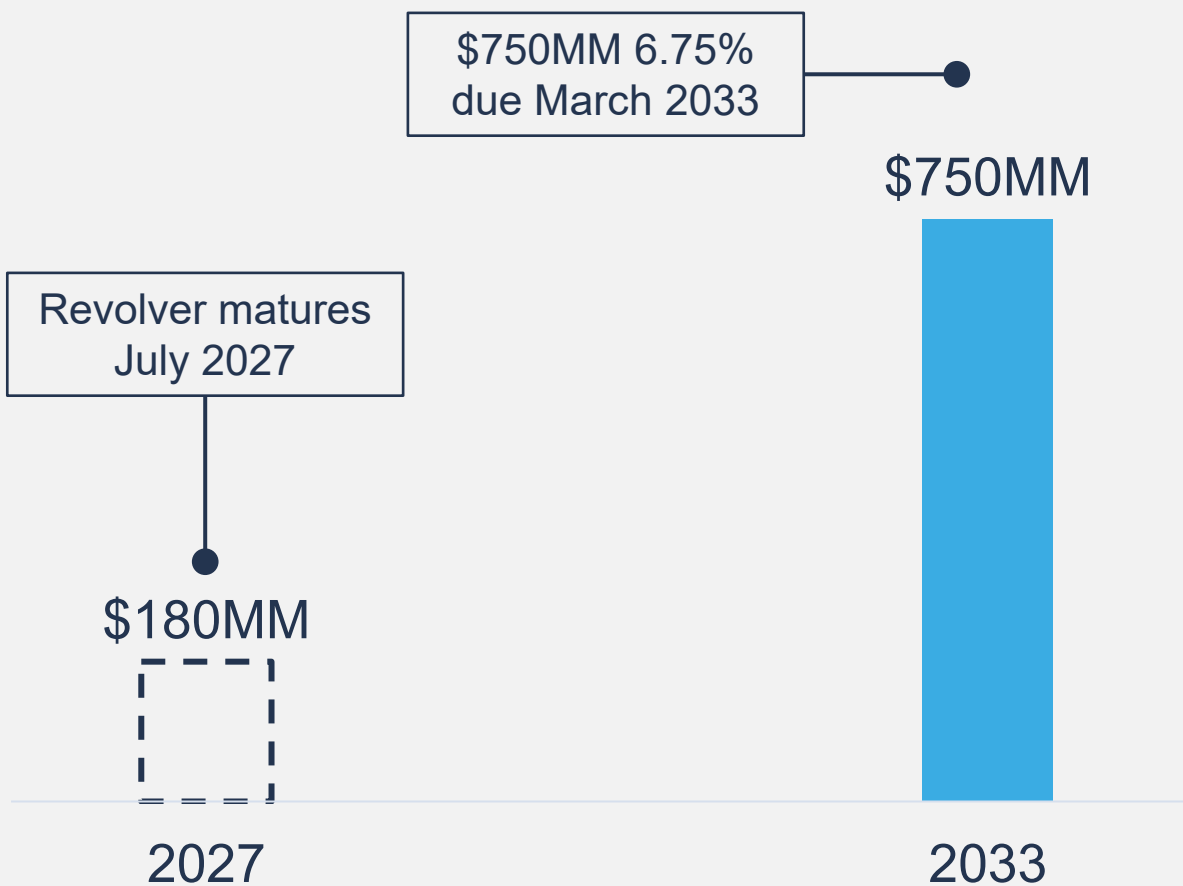 $750MM 6.75%
due March 2033
$750MM
Revolver matures
July 2027
$180MM
2027
2033